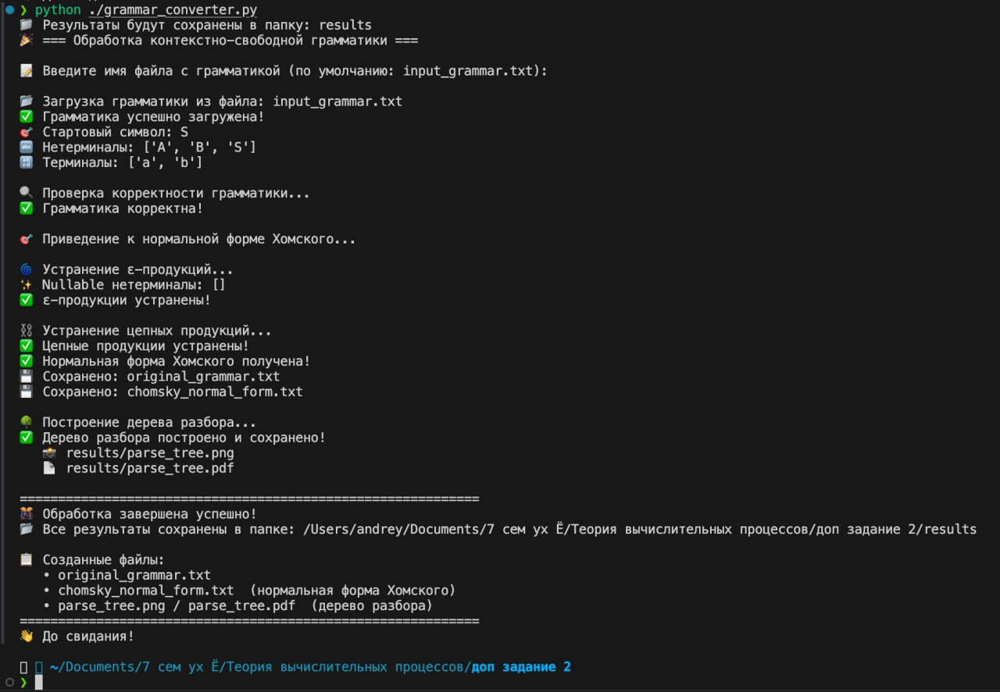 ❯ python ./grammar_converter.py
📁 Результаты будут сохранены в папку: results
🎉 === Обработка контекстно-свободной грамматики ===
📝 Введите имя файла с грамматикой (по умолчанию: input_grammar.txt):
📂 Загрузка грамматики из файла: input_grammar.txt
✅ Грамматика успешно загружена!
🎯 Стартовый символ: S
🔤 Нетерминалы: ['A', 'B', 'S']
🔡 Терминалы: ['a', 'b']
🔍 Проверка корректности грамматики...
✅ Грамматика корректна!
🎯 Приведение к нормальной форме Хомского...
🌀 Устранение ε-продукций...
✨ Nullable нетерминалы: []
✅ ε-продукции устранены!
⛓ Устранение цепных продукций...
✅ Цепные продукции устранены!
✅ Нормальная форма Хомского получена!
💾 Сохранено: original_grammar.txt
💾 Сохранено: chomsky_normal_form.txt
🌳 Построение дерева разбора...
✅ Дерево разбора построено и сохранено!
📸 results/parse_tree.png
📄 results/parse_tree.pdf
============================================================
🎊 Обработка завершена успешно!
📂 Все результаты сохранены в папке: /Users/andrey/Documents/7 сем ух Ё/Теория вычислительных процессов/доп задание 2/results
📋 Созданные файлы:
• original_grammar.txt
• chomsky_normal_form.txt (нормальная форма Хомского)
• parse_tree.png / parse_tree.pdf (дерево разбора)
============================================================
👋 До свидания!
~/Documents/7 сем ух Ё/Теория вычислительных процессов/доп задание 2
❯